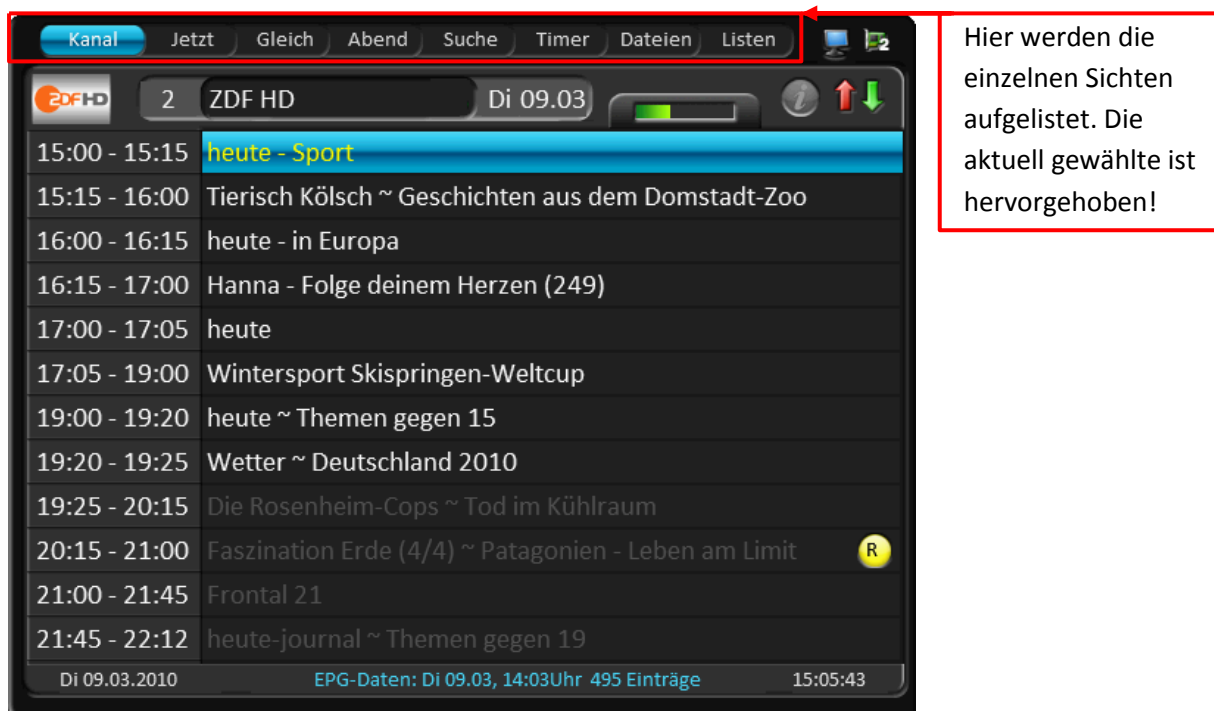 Kanal Jetzt Gleich Abend Suche Timer Dateien Listen 2
ZDFHD 2 ZDF HD Di 09.03 i
15:00 - 15:15 heute - Sport
15:15 - 16:00 Tierisch Kölsch ~ Geschichten aus dem Domstadt-Zoo
16:00 - 16:15 heute - in Europa
16:15 - 17:00 Hanna - Folge deinem Herzen (249)
17:00 - 17:05 heute
17:05 - 19:00 Wintersport Skispringen-Weltcup
19:00 - 19:20 heute ~ Themen gegen 15
19:20 - 19:25 Wetter ~ Deutschland 2010
19:25 - 20:15 Die Rosenheim-Cops ~ Tod im Kühlraum
20:15 - 21:00 Faszination Erde (4/4) ~ Patagonien - Leben am Limit R
21:00 - 21:45 Frontal 21
21:45 - 22:12 heute-journal ~ Themen gegen 19
Di 09.03.2010 EPG-Daten: Di 09.03, 14:03Uhr 495 Einträge 15:05:43
Hier werden die
einzelnen Sichten
aufgelistet. Die
aktuell gewählte ist
hervorgehoben!